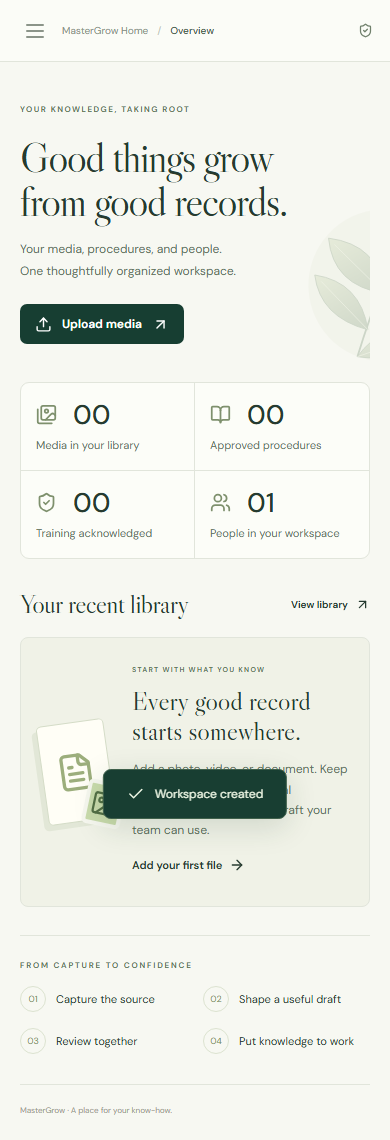 MasterGrow Home / Overview
YOUR KNOWLEDGE, TAKING ROOT
Good things grow
from good records.
Your media, procedures, and people.
One thoughtfully organized workspace.
Upload media
00
Media in your library
00
Approved procedures
00
Training acknowledged
01
People in your workspace
Your recent library
View library
START WITH WHAT YOU KNOW
Every good record
starts somewhere.
Add a photo, video, or document. Keep
Workspace created
your
team can use.
Add your first file
FROM CAPTURE TO CONFIDENCE
01 Capture the source
02 Shape a useful draft
03 Review together
04 Put knowledge to work
MasterGrow · A place for your know-how.